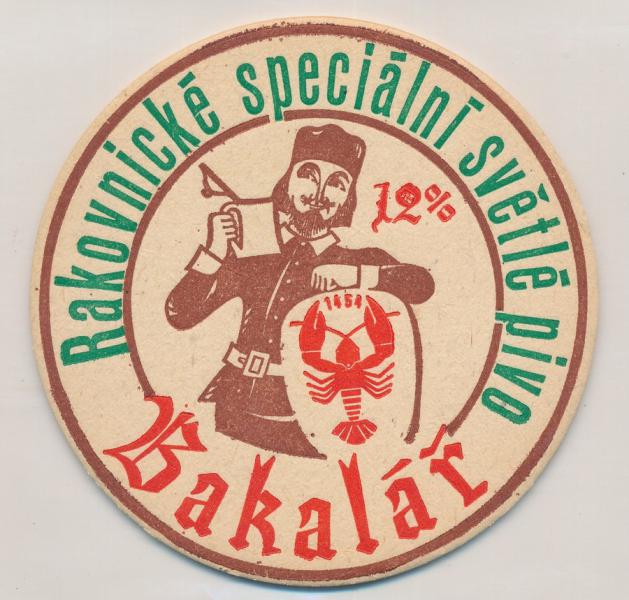 Rakovnické speciální světlé pivo
12%
1454
Bakalář